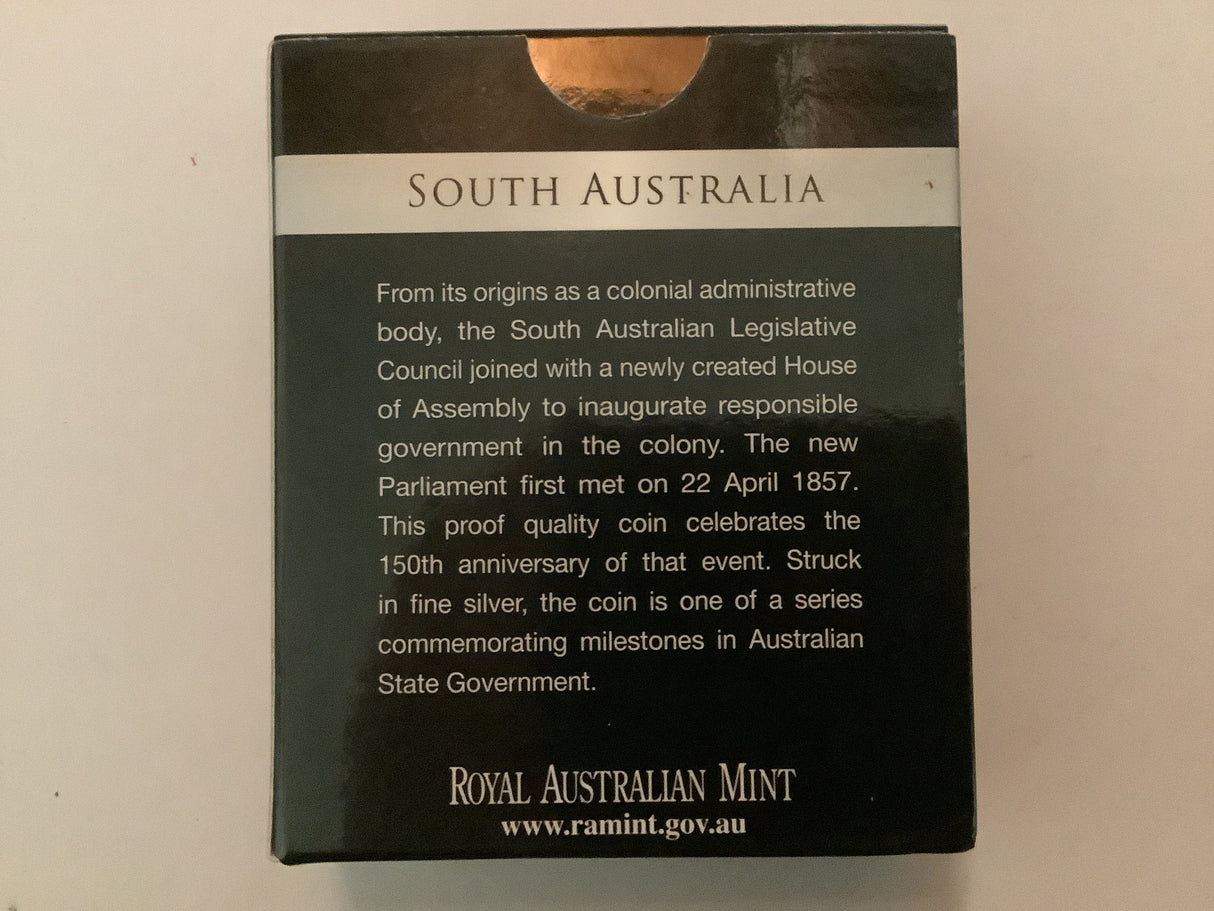 SOUTH AUSTRALIA
From its origins as a colonial administrative
body, the South Australian Legislative
Council joined with a newly created House
of Assembly to inaugurate responsible
government in the colony. The new
Parliament first met on 22 April 1857.
This proof quality coin celebrates the
150th anniversary of that event. Struck
in fine silver, the coin is one of a series
commemorating milestones in Australian
State Government.
ROYAL AUSTRALIAN MINT
www.ramint.gov.au